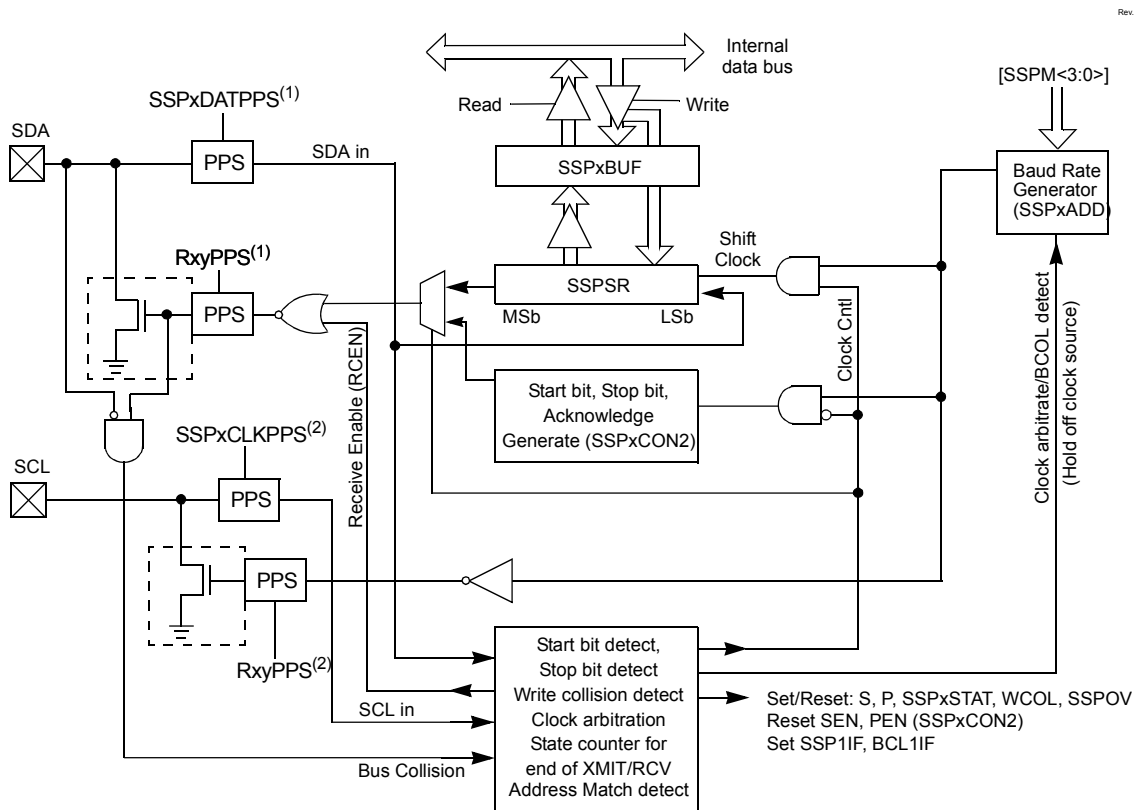 Rev.
Internal
data bus
[SSPM<3:0>]
SSPxDATPPS(1)
Read
Write
SDA
PPS
SDA in
SSPxBUF
Baud Rate
Generator
(SSPxADD)
RxyPPS(1)
Shift
Clock
PPS
SSPSR
MSb
LSb
Receive Enable (RCEN)
Clock Cntl
Clock arbitrate/BCOL detect
(Hold off clock source)
Start bit, Stop bit,
Acknowledge
Generate (SSPxCON2)
SSPxCLKPPS(2)
SCL
PPS
PPS
RxyPPS(2)
Start bit detect,
Stop bit detect
Write collision detect
Clock arbitration
State counter for
end of XMIT/RCV
Address Match detect
SCL in
Bus Collision
Set/Reset: S, P, SSPxSTAT, WCOL, SSPOV
Reset SEN, PEN (SSPxCON2)
Set SSP1IF, BCL1IF